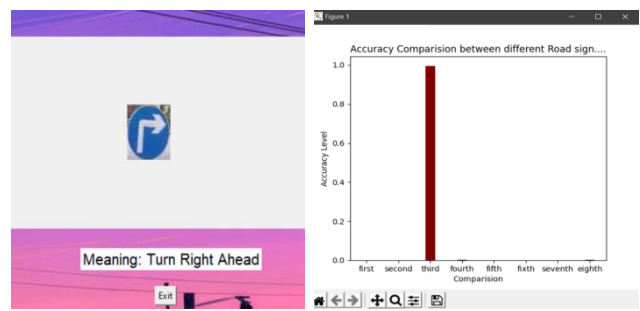 Meaning: Turn Right Ahead
Exit
Figure 1
Accuracy Comparision between different Road sign....
Accuracy Level
1.0
0.8
0.6
0.4
0.2
0.0
first second third fourth fifth fixth seventh eighth
Comparision